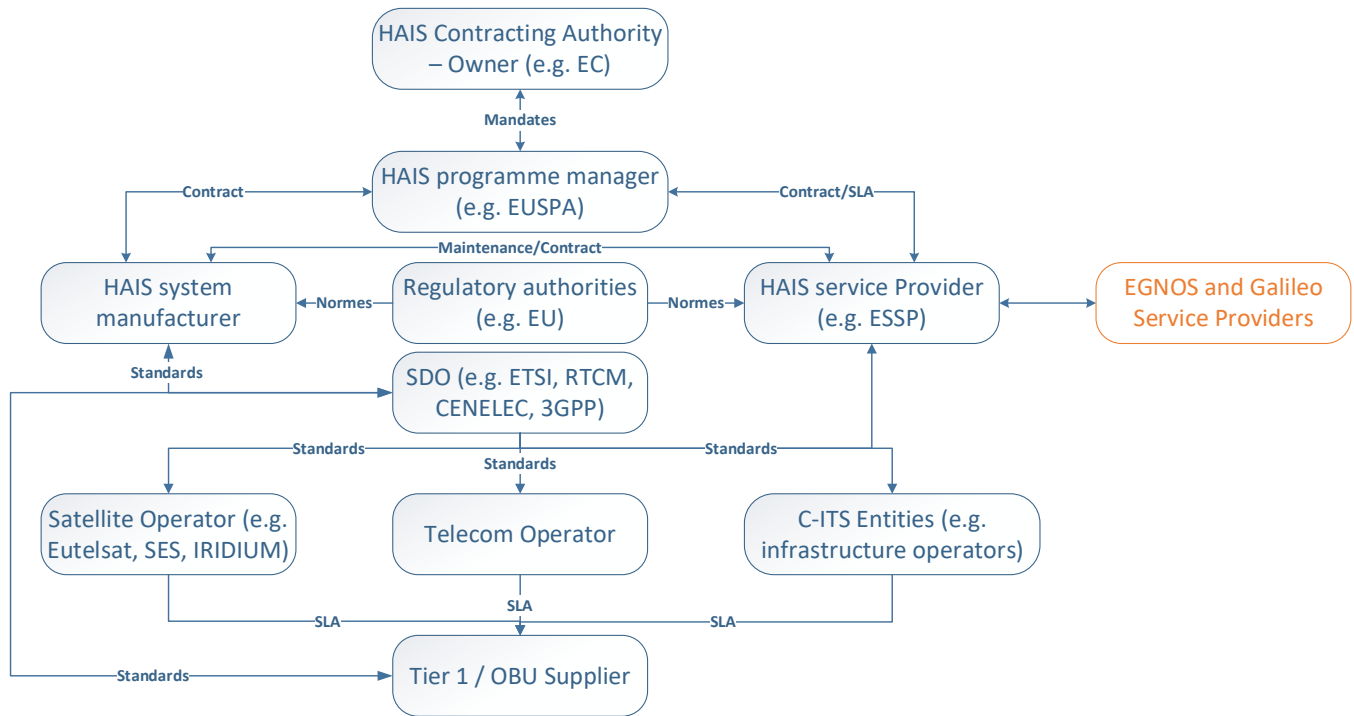 HAIS Contracting Authority
– Owner (e.g. EC)
Mandates
HAIS programme manager
(e.g. EUSPA)
Contract
Contract/SLA
Maintenance/Contract
HAIS system
manufacturer
Normes
Regulatory authorities
(e.g. EU)
Normes
HAIS service Provider
(e.g. ESSP)
EGNOS and Galileo
Service Providers
Standards
SDO (e.g. ETSI, RTCM,
CENELEC, 3GPP)
Standards
Standards
Standards
Satellite Operator (e.g.
Eutelsat, SES, IRIDIUM)
Telecom Operator
C-ITS Entities (e.g.
infrastructure operators)
SLA
SLA
SLA
Standards
Tier 1 / OBU Supplier